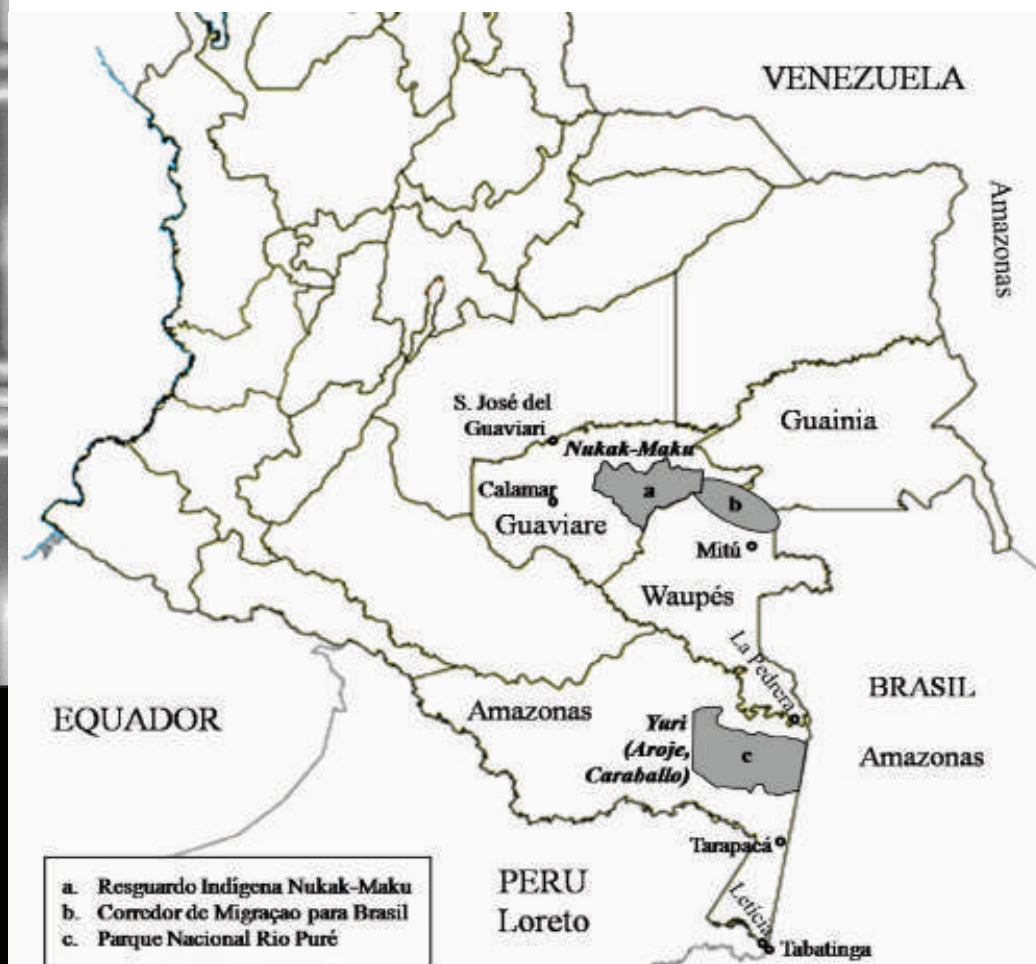 VENEZUELA
Amazonas
S. José del
Guaviari
Nukak-Maku
Guainia
Calamar
a
b
Guaviare
Mitú
Waupés
La Pedrera
BRASIL
EQUADOR
Amazonas
Yuri
(Aroje,
Caraballo)
c
Amazonas
Tarapacá
PERU
Loreto
Letícia
Tabatinga
a. Resguardo Indígena Nukak-Maku
b. Corredor de Migraçao para Brasil
c. Parque Nacional Rio Puré